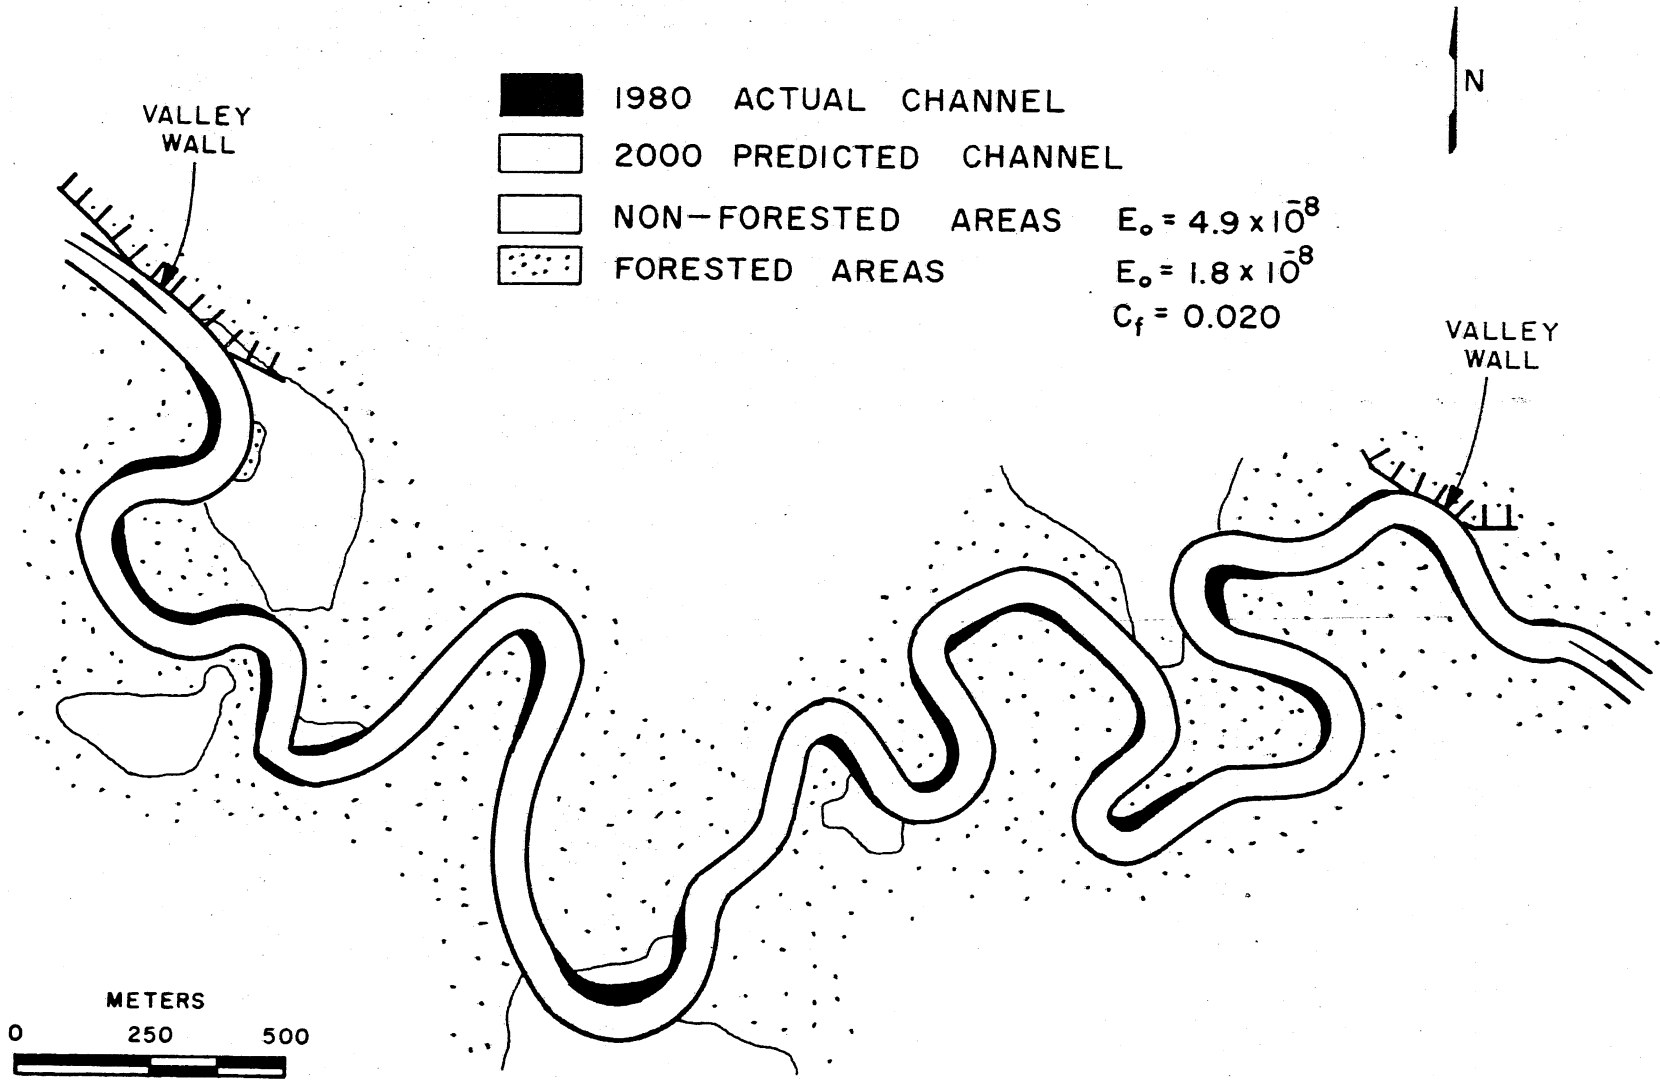 VALLEY
WALL
1980 ACTUAL CHANNEL
2000 PREDICTED CHANNEL
NON-FORESTED AREAS E₀ = 4.9 x 10⁻⁸
FORESTED AREAS E₀ = 1.8 x 10⁻⁸
C_f = 0.020
N
VALLEY
WALL
METERS
0 250 500